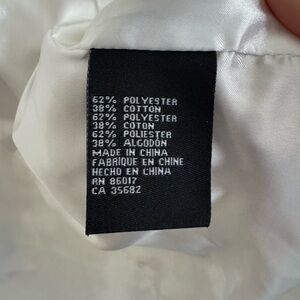 62% POLYESTER
38% COTTON
62% POLYESTER
38% COTON
62% POLIESTER
38% ALGODÓN
MADE IN CHINA
FABRIQUE EN CHINE
HECHO EN CHINA
RN 86017
CA 35682